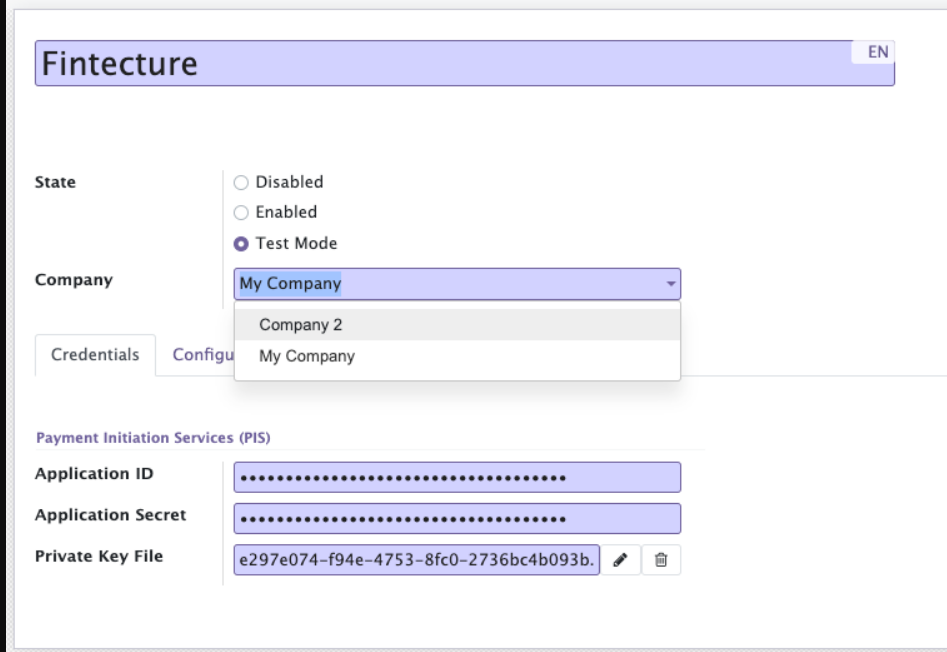 Fintecture
EN
State
Disabled
Enabled
Test Mode
Company
My Company
Company 2
My Company
Credentials
Configu
Payment Initiation Services (PIS)
Application ID
••••••••••••••••••••••••••••••••••••
Application Secret
••••••••••••••••••••••••••••••••••••
Private Key File
e297e074-f94e-4753-8fc0-2736bc4b093b.